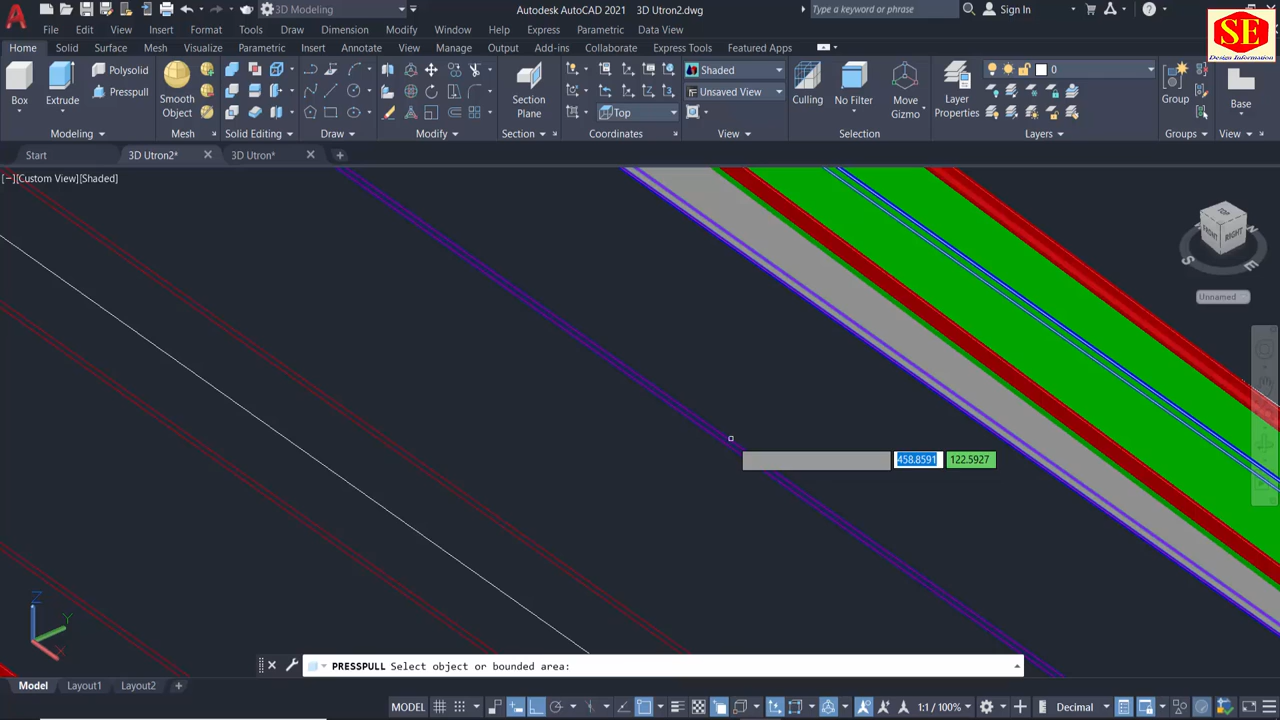 3D Modeling
Autodesk AutoCAD 2021 3D Utron2.dwg
Type a keyword or phrase
Sign In
File Edit View Insert Format Tools Draw Dimension Modify Window Help Express Parametric Data View
Home Solid Surface Mesh Visualize Parametric Insert Annotate View Manage Output Add-ins Collaborate Express Tools Featured Apps
SE
Design Information
Polysolid
Presspull
Box
Extrude
Smooth
Object
Section
Plane
Shaded
Unsaved View
Top
Culling
No Filter
Move
Gizmo
Layer
Properties
0
Group
Base
Modeling
Mesh
Solid Editing
Draw
Modify
Section
Coordinates
View
Selection
Layers
Groups
View
Start
3D Utron2*
3D Utron*
[−][Custom View][Shaded]
TOP
FRONT
RIGHT
N
S
E
Unnamed
458.8591
122.5927
Z
Y
X
PRESSPULL Select object or bounded area:
Model Layout1 Layout2
MODEL
1:1 / 100%
Decimal